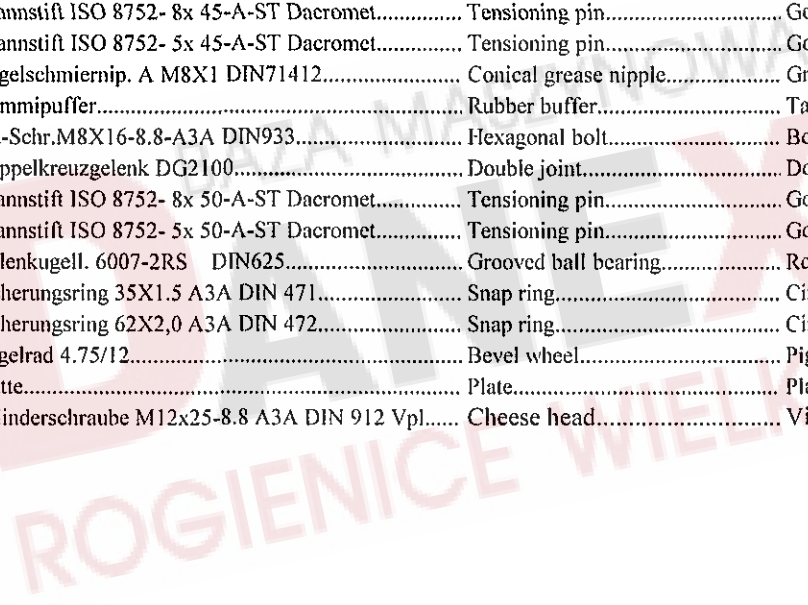 annstift ISO 8752- 8x 45-A-ST Dacromet.............. Tensioning pin.............................. Go
annstift ISO 8752- 5x 45-A-ST Dacromet.............. Tensioning pin.............................. Go
gelschmiernip. A M8X1 DIN71412....................... Conical grease nipple.................... Gr
mmipuffer............................................................. Rubber buffer................................ Ta
-Schr.M8X16-8.8-A3A DIN933............................ Hexagonal bolt.............................. Bo
ppelkreuzgelenk DG2100...................................... Double joint................................... Do
annstift ISO 8752- 8x 50-A-ST Dacromet.............. Tensioning pin.............................. Go
annstift ISO 8752- 5x 50-A-ST Dacromet.............. Tensioning pin.............................. Go
lenkugell. 6007-2RS DIN625............................. Grooved ball bearing.................... Ro
herungsring 35X1.5 A3A DIN 471........................ Snap ring...................................... Ci
herungsring 62X2,0 A3A DIN 472........................ Snap ring...................................... Ci
gelrad 4.75/12....................................................... Bevel wheel................................... Pig
tte......................................................................... Plate.............................................. Pla
inderschraube M12x25-8.8 A3A DIN 912 Vpl...... Cheese head............................... Vi
BAZA MASZYNOWA
DANEX
ROGIENICE WIELK